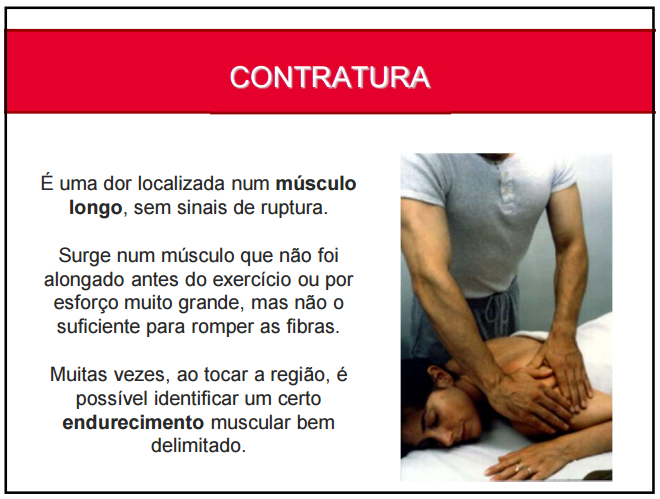 CONTRATURA
É uma dor localizada num músculo
longo, sem sinais de ruptura.
Surge num músculo que não foi
alongado antes do exercício ou por
esforço muito grande, mas não o
suficiente para romper as fibras.
Muitas vezes, ao tocar a região, é
possível identificar um certo
endurecimento muscular bem
delimitado.